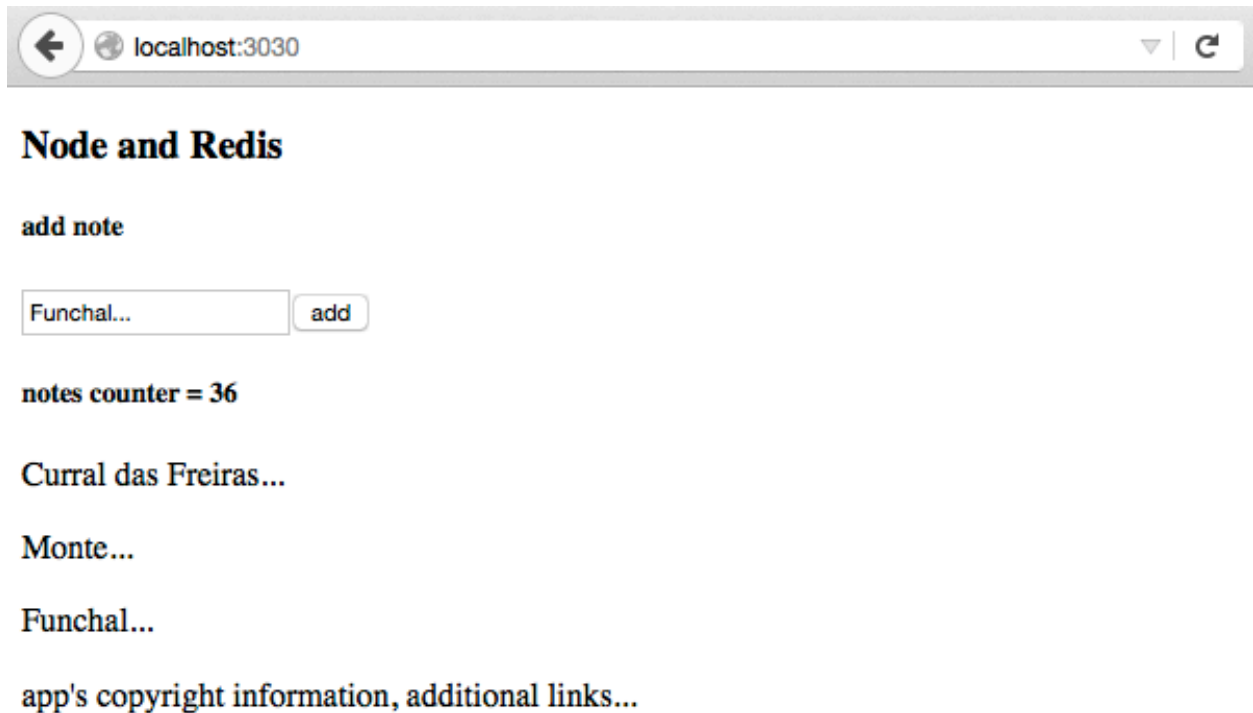 localhost:3030
Node and Redis
add note
Funchal... add
notes counter = 36
Curral das Freiras...
Monte...
Funchal...
app's copyright information, additional links...